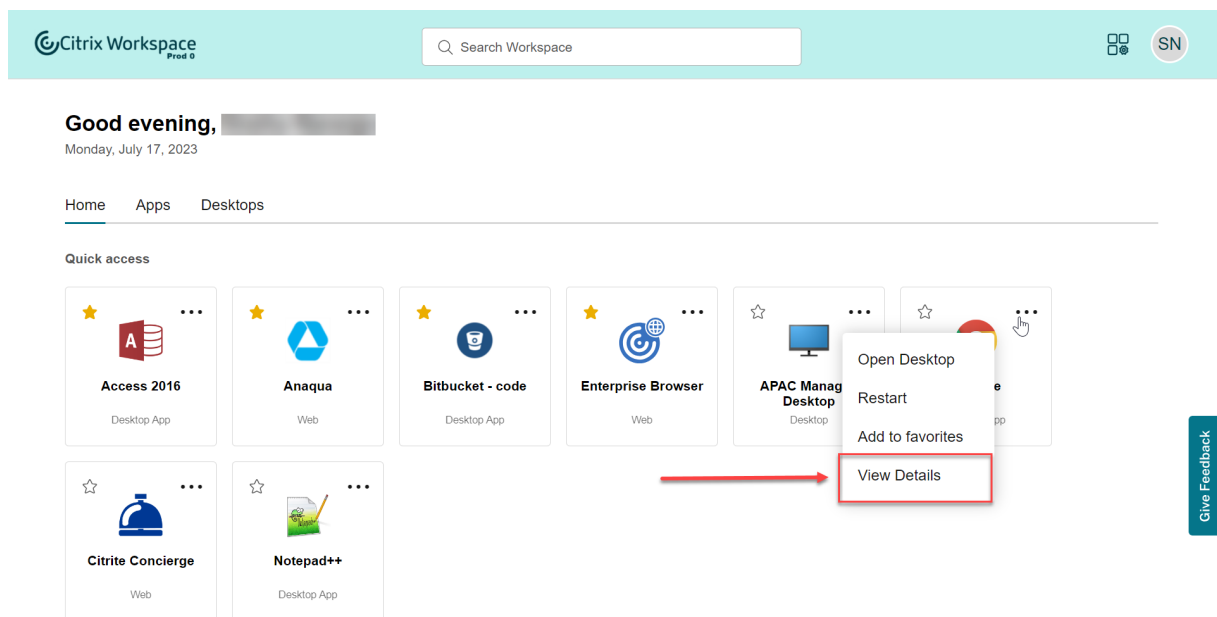 Citrix Workspace
Prod 0
Search Workspace
SN
Good evening,
Monday, July 17, 2023
Home Apps Desktops
Quick access
Access 2016
Desktop App
Anaqua
Web
Bitbucket - code
Desktop App
Enterprise Browser
Web
APAC Manag
Desktop
Desktop
Open Desktop
Restart
Add to favorites
View Details
Citrite Concierge
Web
Notepad++
Desktop App
Give Feedback